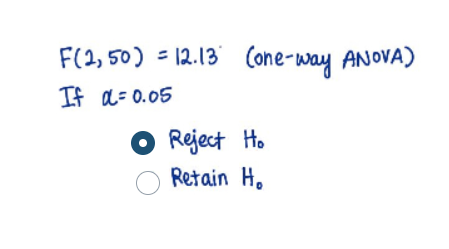 F(2,50) = 12.13 (one-way ANOVA)
If α = 0.05
Reject H₀
Retain H₀